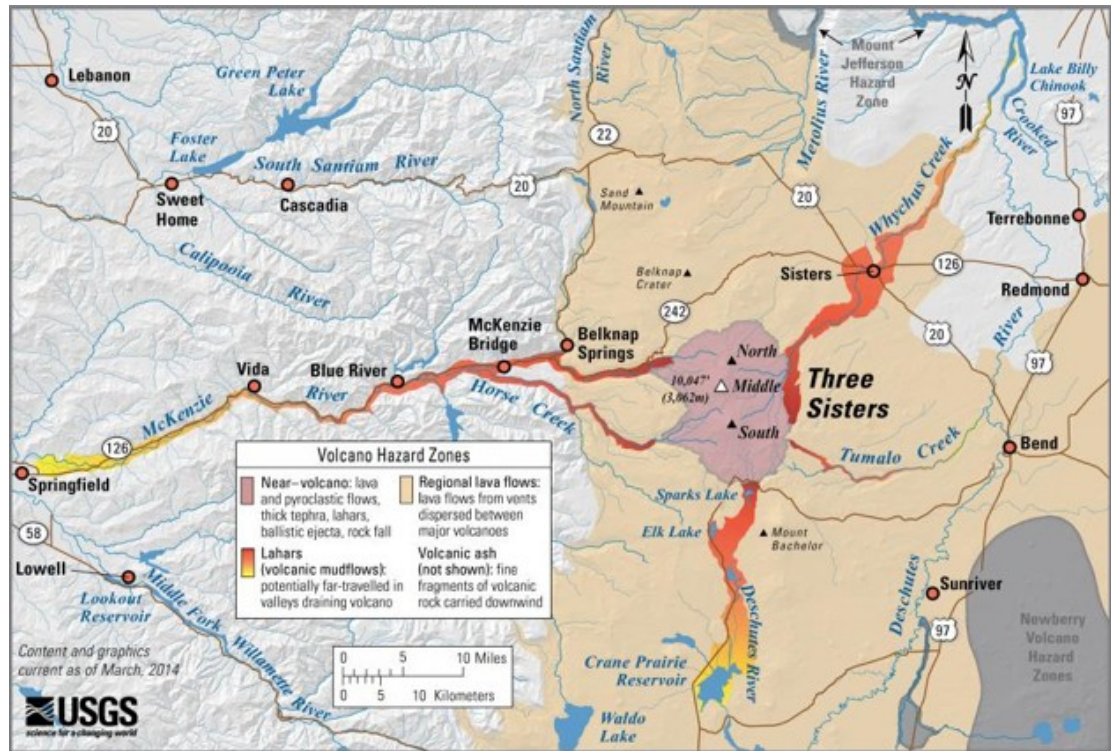 Lebanon
Green Peter
Lake
20
Foster
Lake
South Santiam River
Sweet
Home
Cascadia
20
Calipooia River
North Santiam
River
22
Sand
Mountain
Metolius River
Mount
Jefferson
Hazard
Zone
N
Lake Billy
Chinook
Crooked
River
97
Whychus Creek
20
Terrebonne
Sisters
126
Redmond
Belknap
Crater
242
20
River
97
McKenzie
Bridge
Belknap
Springs
Blue River
Vida
River
McKenzie
Horse Creek
126
Springfield
North
10,047'
(3,062m)
Middle
South
Three
Sisters
Tumalo Creek
Bend
58
Lowell
Lookout
Reservoir
Middle Fork Willamette River
Volcano Hazard Zones
Near–volcano: lava
and pyroclastic flows,
thick tephra, lahars,
ballistic ejecta, rock fall
Regional lava flows:
lava flows from vents
dispersed between
major volcanoes
Lahars
(volcanic mudflows):
potentially far-travelled in
valleys draining volcano
Volcanic ash
(not shown): fine
fragments of volcanic
rock carried downwind
Sparks Lake
Elk Lake
Mount
Bachelor
Deschutes River
Crane Prairie
Reservoir
Waldo
Lake
Sunriver
Deschutes
97
Newberry
Volcano
Hazard
Zones
0 5 10 Miles
0 5 10 Kilometers
Content and graphics
current as of March, 2014
USGS
science for a changing world